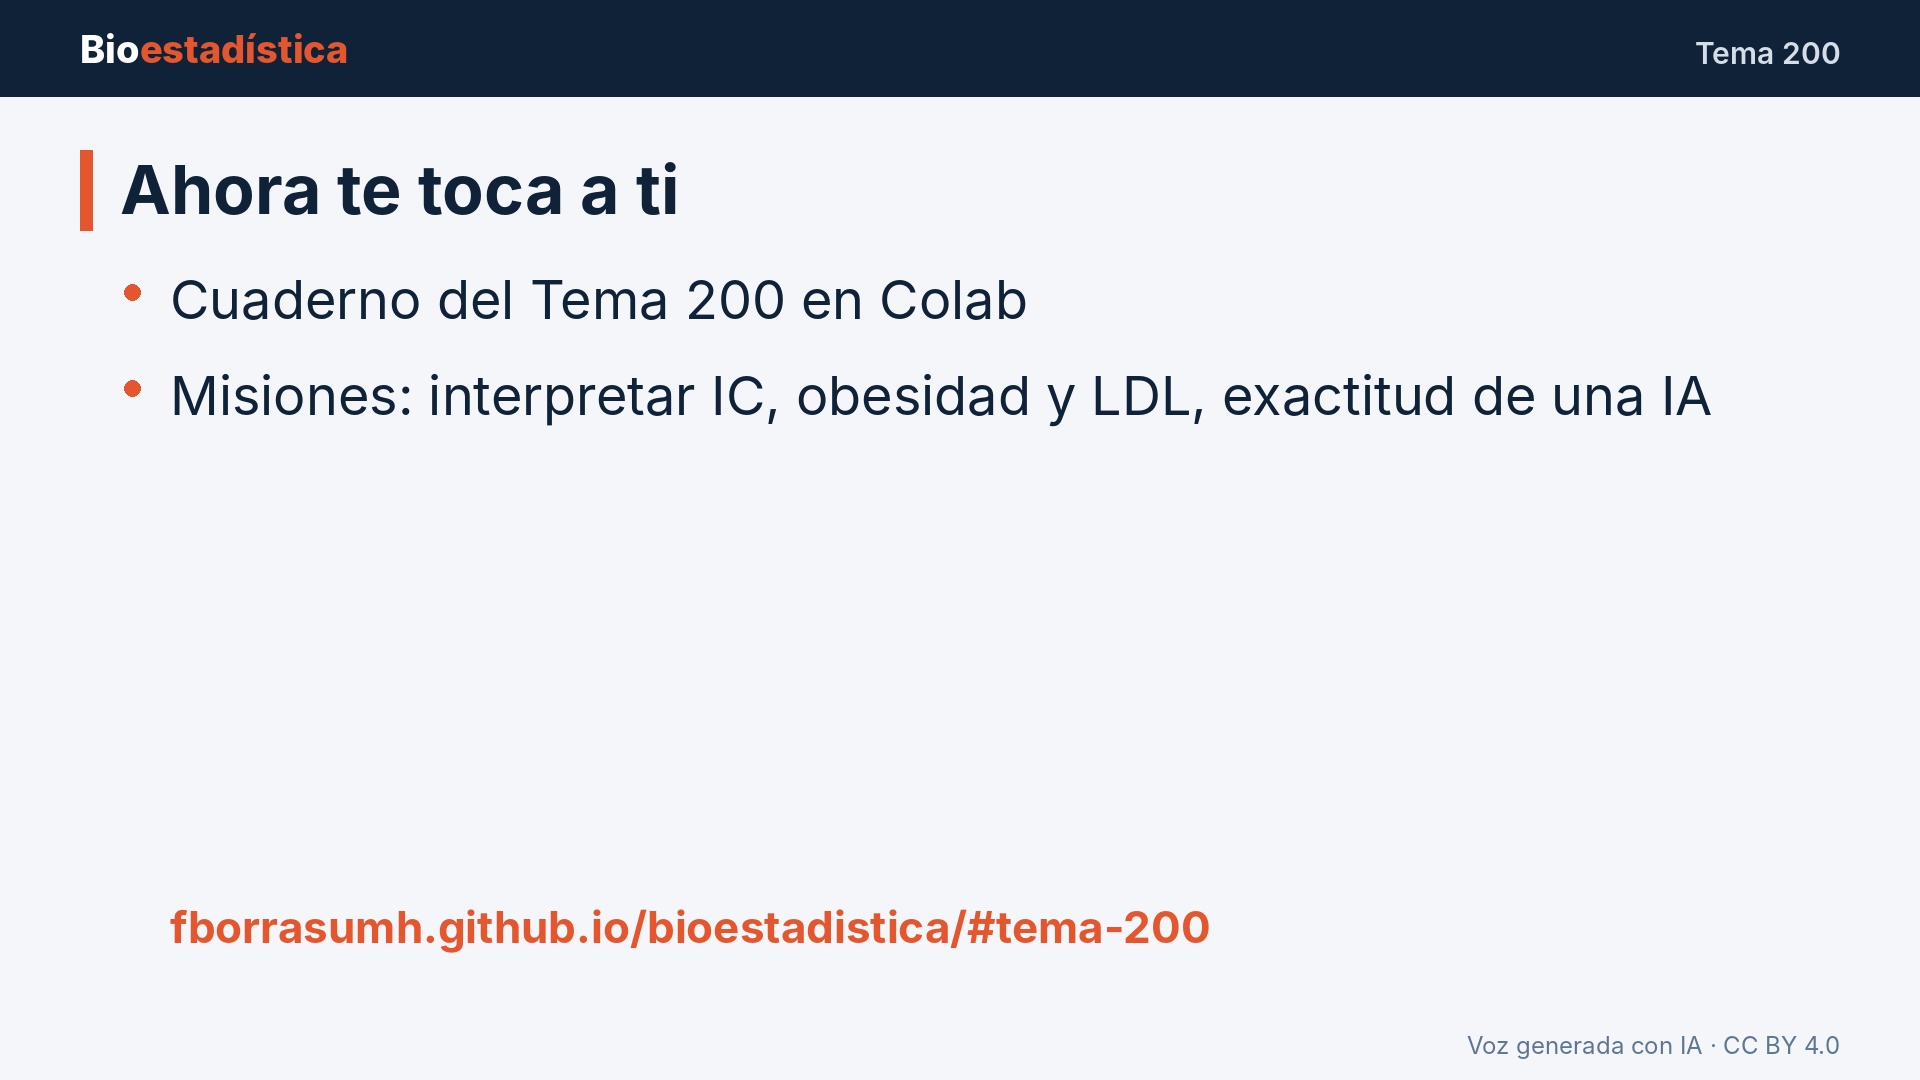 Bioestadística
Tema 200
Ahora te toca a ti
• Cuaderno del Tema 200 en Colab
• Misiones: interpretar IC, obesidad y LDL, exactitud de una IA
fborrasumh.github.io/bioestadistica/#tema-200
Voz generada con IA · CC BY 4.0